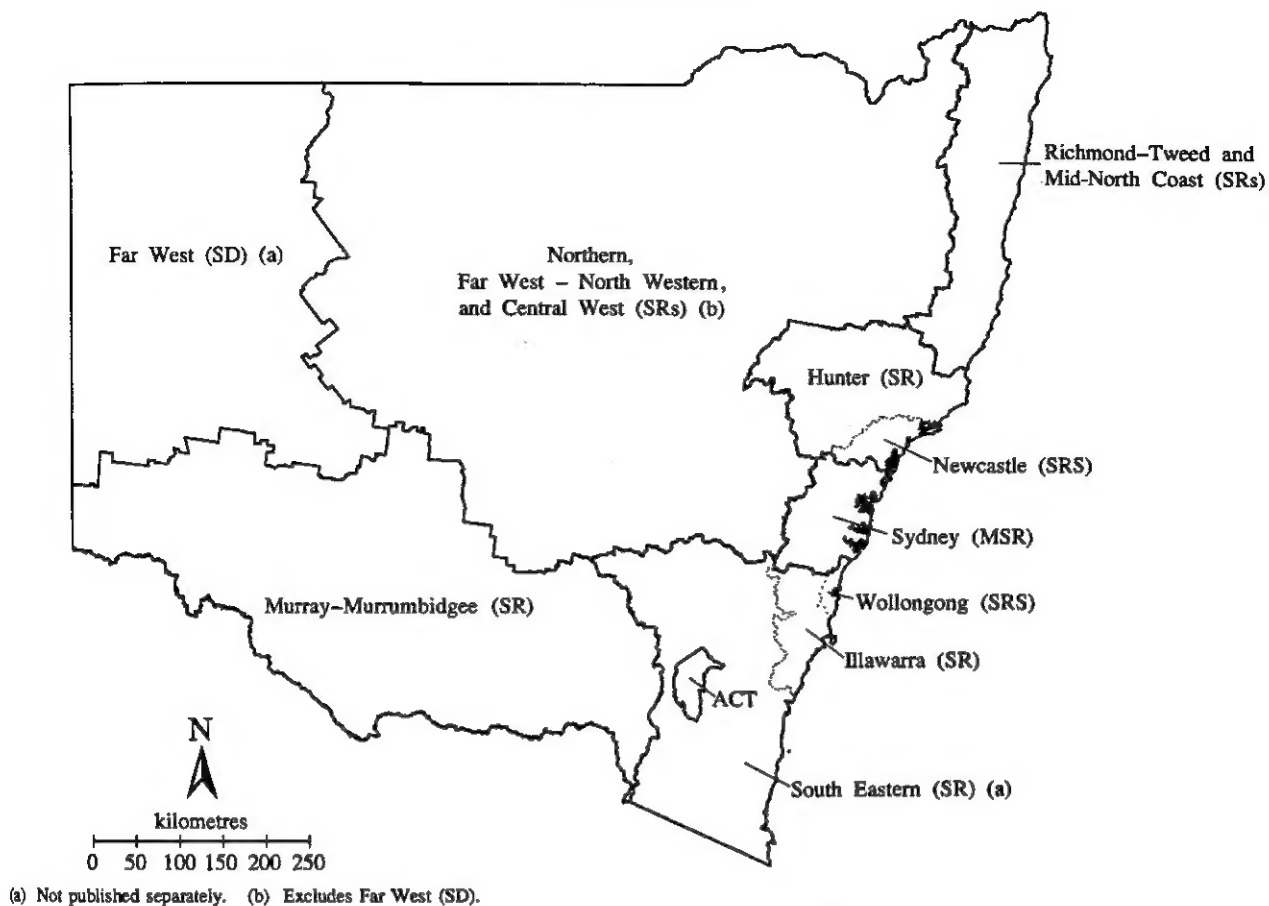 Richmond–Tweed and
Mid-North Coast (SRs)
Far West (SD) (a)
Northern,
Far West – North Western,
and Central West (SRs) (b)
Hunter (SR)
Newcastle (SRS)
Sydney (MSR)
Wollongong (SRS)
Murray–Murrumbidgee (SR)
Illawarra (SR)
ACT
South Eastern (SR) (a)
N
kilometres
0 50 100 150 200 250
(a) Not published separately. (b) Excludes Far West (SD).